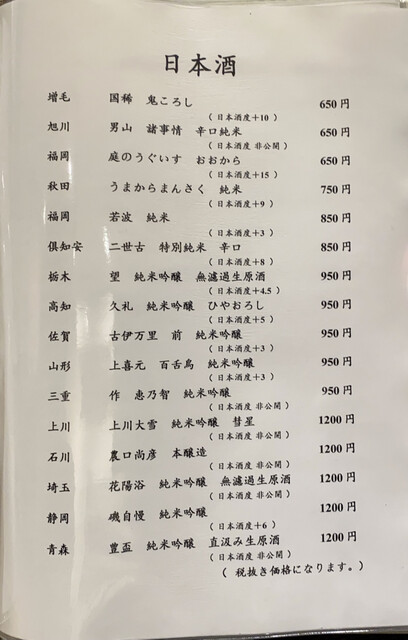 日本酒
増毛 国稀 鬼ころし 650円
(日本酒度+10)
旭川 男山 諸事情 辛口純米 650円
(日本酒度 非公開)
福岡 庭のうぐいす おおから 650円
(日本酒度+15)
秋田 うまからまんさく 純米 750円
(日本酒度+9)
福岡 若波 純米 850円
(日本酒度+3)
倶知安 二世古 特別純米 辛口 850円
(日本酒度+8)
栃木 望 純米吟醸 無濾過生原酒 950円
(日本酒度+4.5)
高知 久礼 純米吟醸 ひやおろし 950円
(日本酒度+5)
佐賀 古伊万里 前 純米吟醸 950円
(日本酒度+3)
山形 上喜元 百舌鳥 純米吟醸 950円
(日本酒度+3)
三重 作 恵乃智 純米吟醸 950円
(日本酒度 非公開)
上川 上川大雪 純米吟醸 彗星 1200円
(日本酒度 非公開)
石川 農口尚彦 本醸造 1200円
(日本酒度 非公開)
埼玉 花陽浴 純米吟醸 無濾過生原酒 1200円
(日本酒度 非公開)
静岡 磯自慢 純米吟醸 1200円
(日本酒度+6)
青森 豊盃 純米吟醸 直汲み生原酒 1200円
(日本酒度 非公開)
(税抜き価格になります。)